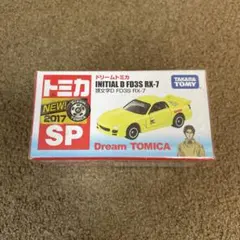 トミカ
NEW!
2017
SP
ドリームトミカ
INITIAL D FD3S RX-7
頭文字D FD3S RX-7
TAKARA
TOMY
Dream TOMICA